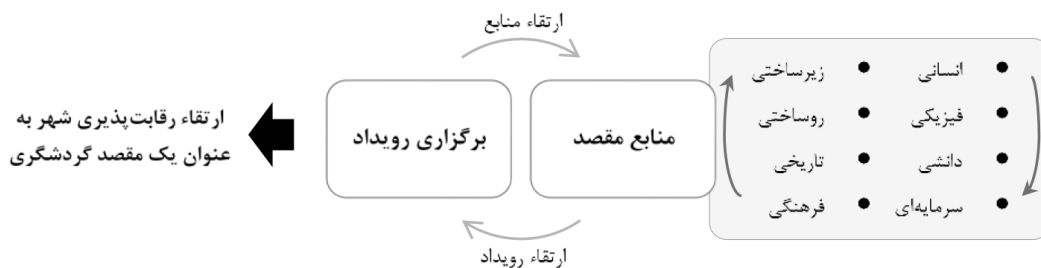 ارتقاء منابع
انسانی
فیزیکی
دانشی
سرمایه‌ای
زیرساختی
روساختی
تاریخی
فرهنگی
منابع مقصد
برگزاری رویداد
ارتقاء رقابت‌پذیری شهر به
عنوان یک مقصد گردشگری
ارتقاء رویداد